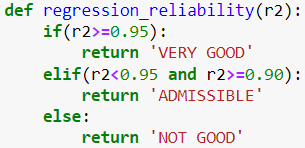 def regression_reliability(r2):
    if(r2>=0.95):
        return 'VERY GOOD'
    elif(r2<0.95 and r2>=0.90):
        return 'ADMISSIBLE'
    else:
        return 'NOT GOOD'